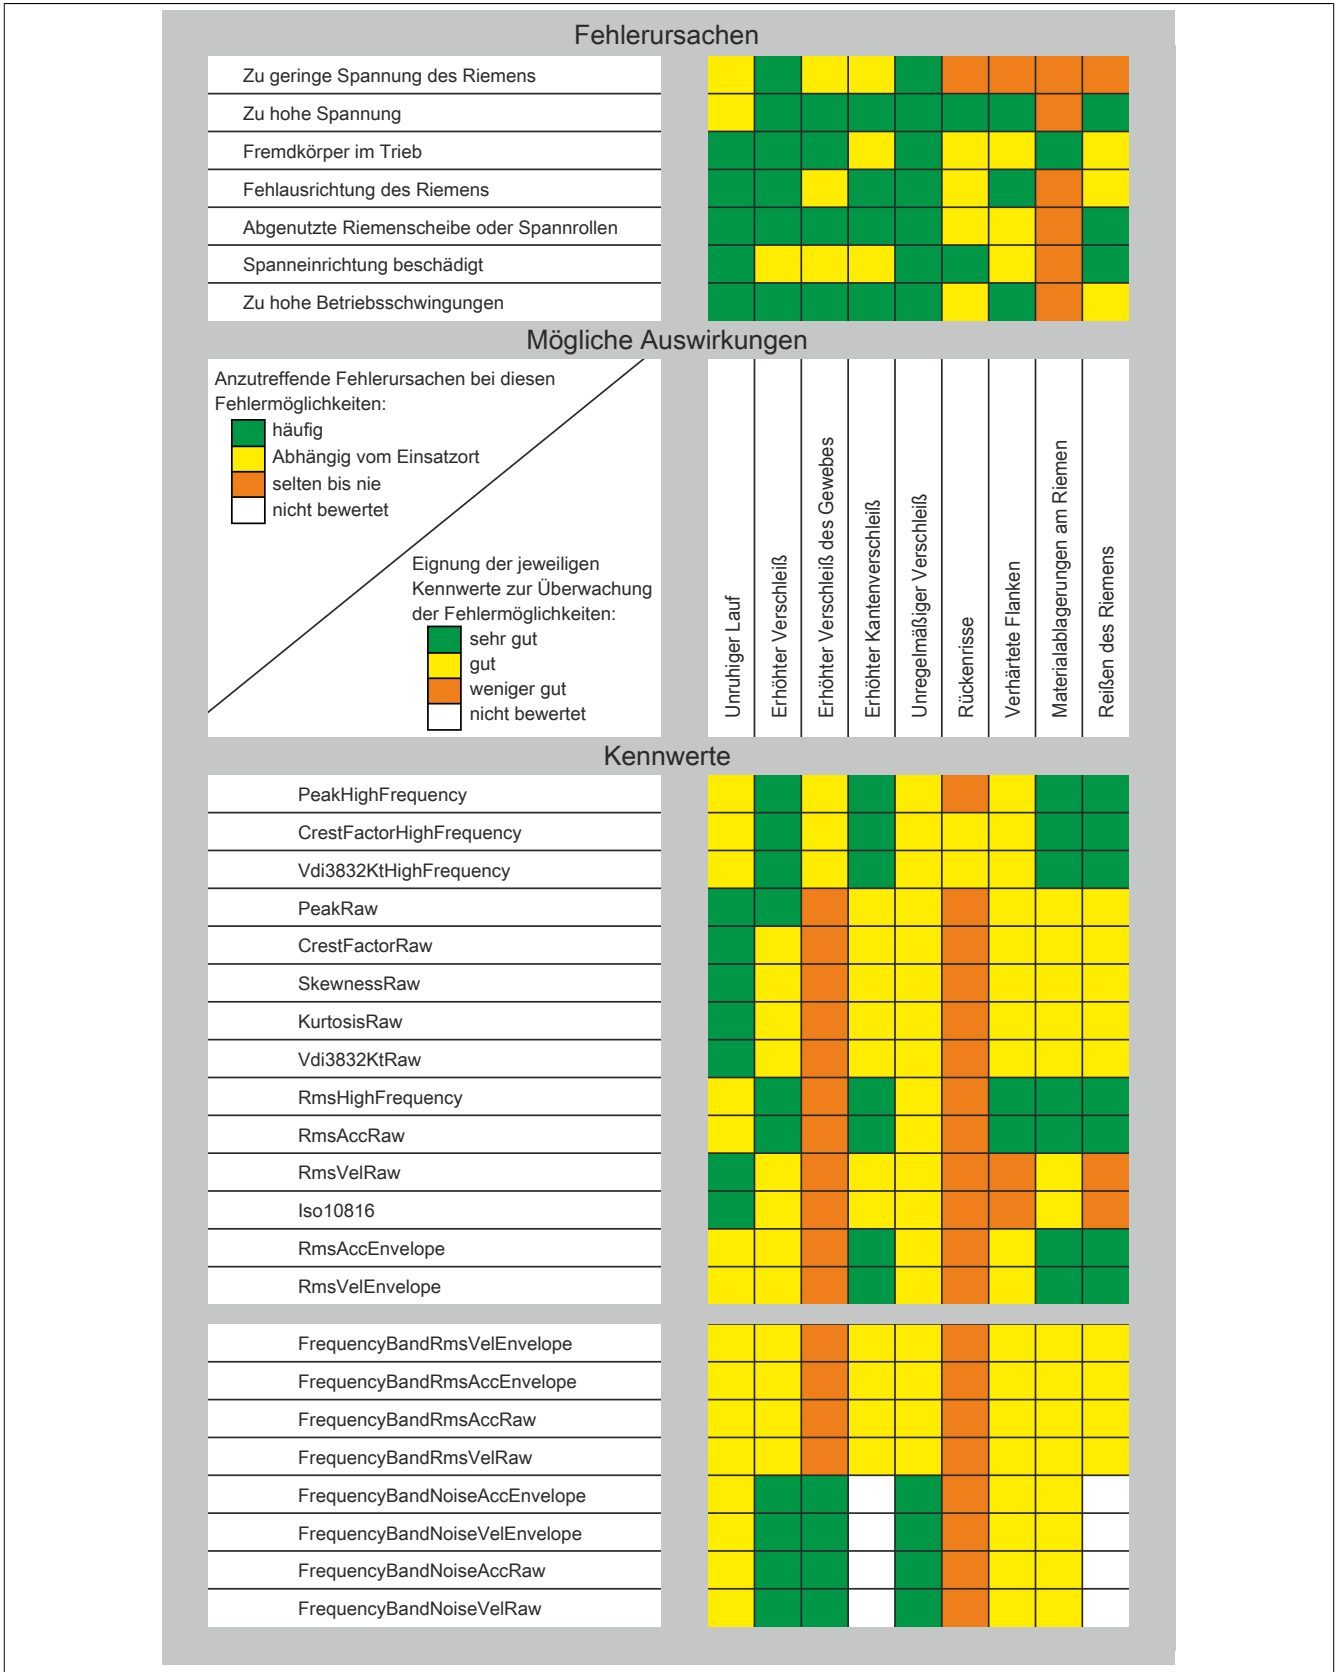 Fehlerursachen
Zu geringe Spannung des Riemens
Zu hohe Spannung
Fremdkörper im Trieb
Fehlausrichtung des Riemens
Abgenutzte Riemenscheibe oder Spannrollen
Spanneinrichtung beschädigt
Zu hohe Betriebsschwingungen
Mögliche Auswirkungen
Anzutreffende Fehlerursachen bei diesen
Fehlermöglichkeiten:
häufig
Abhängig vom Einsatzort
selten bis nie
nicht bewertet
Eignung der jeweiligen
Kennwerte zur Überwachung
der Fehlermöglichkeiten:
sehr gut
gut
weniger gut
nicht bewertet
Unruhiger Lauf
Erhöhter Verschleiß
Erhöhter Verschleiß des Gewebes
Erhöhter Kantenverschleiß
Unregelmäßiger Verschleiß
Rückenrisse
Verhärtete Flanken
Materialablagerungen am Riemen
Reißen des Riemens
Kennwerte
PeakHighFrequency
CrestFactorHighFrequency
Vdi3832KtHighFrequency
PeakRaw
CrestFactorRaw
SkewnessRaw
KurtosisRaw
Vdi3832KtRaw
RmsHighFrequency
RmsAccRaw
RmsVelRaw
Iso10816
RmsAccEnvelope
RmsVelEnvelope
FrequencyBandRmsVelEnvelope
FrequencyBandRmsAccEnvelope
FrequencyBandRmsAccRaw
FrequencyBandRmsVelRaw
FrequencyBandNoiseAccEnvelope
FrequencyBandNoiseVelEnvelope
FrequencyBandNoiseAccRaw
FrequencyBandNoiseVelRaw